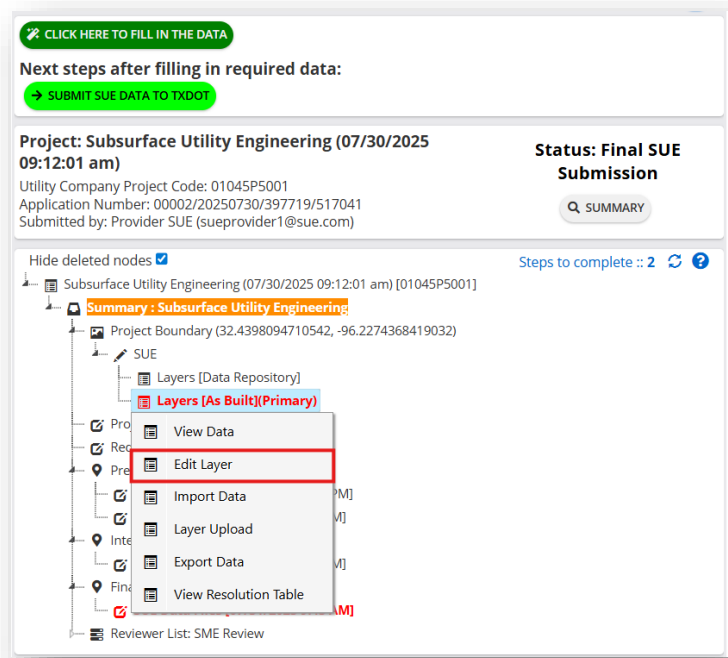 CLICK HERE TO FILL IN THE DATA
Next steps after filling in required data:
SUBMIT SUE DATA TO TXDOT
Project: Subsurface Utility Engineering (07/30/2025
09:12:01 am)
Utility Company Project Code: 01045P5001
Application Number: 00002/20250730/397719/517041
Submitted by: Provider SUE (sueprovider1@sue.com)
Status: Final SUE
Submission
SUMMARY
Hide deleted nodes
Steps to complete :: 2
Subsurface Utility Engineering (07/30/2025 09:12:01 am) [01045P5001]
Summary : Subsurface Utility Engineering
Project Boundary (32.4398094710542, -96.2274368419032)
SUE
Layers [Data Repository]
Layers [As Built](Primary)
View Data
Edit Layer
Import Data
Layer Upload
Export Data
View Resolution Table
Reviewer List: SME Review